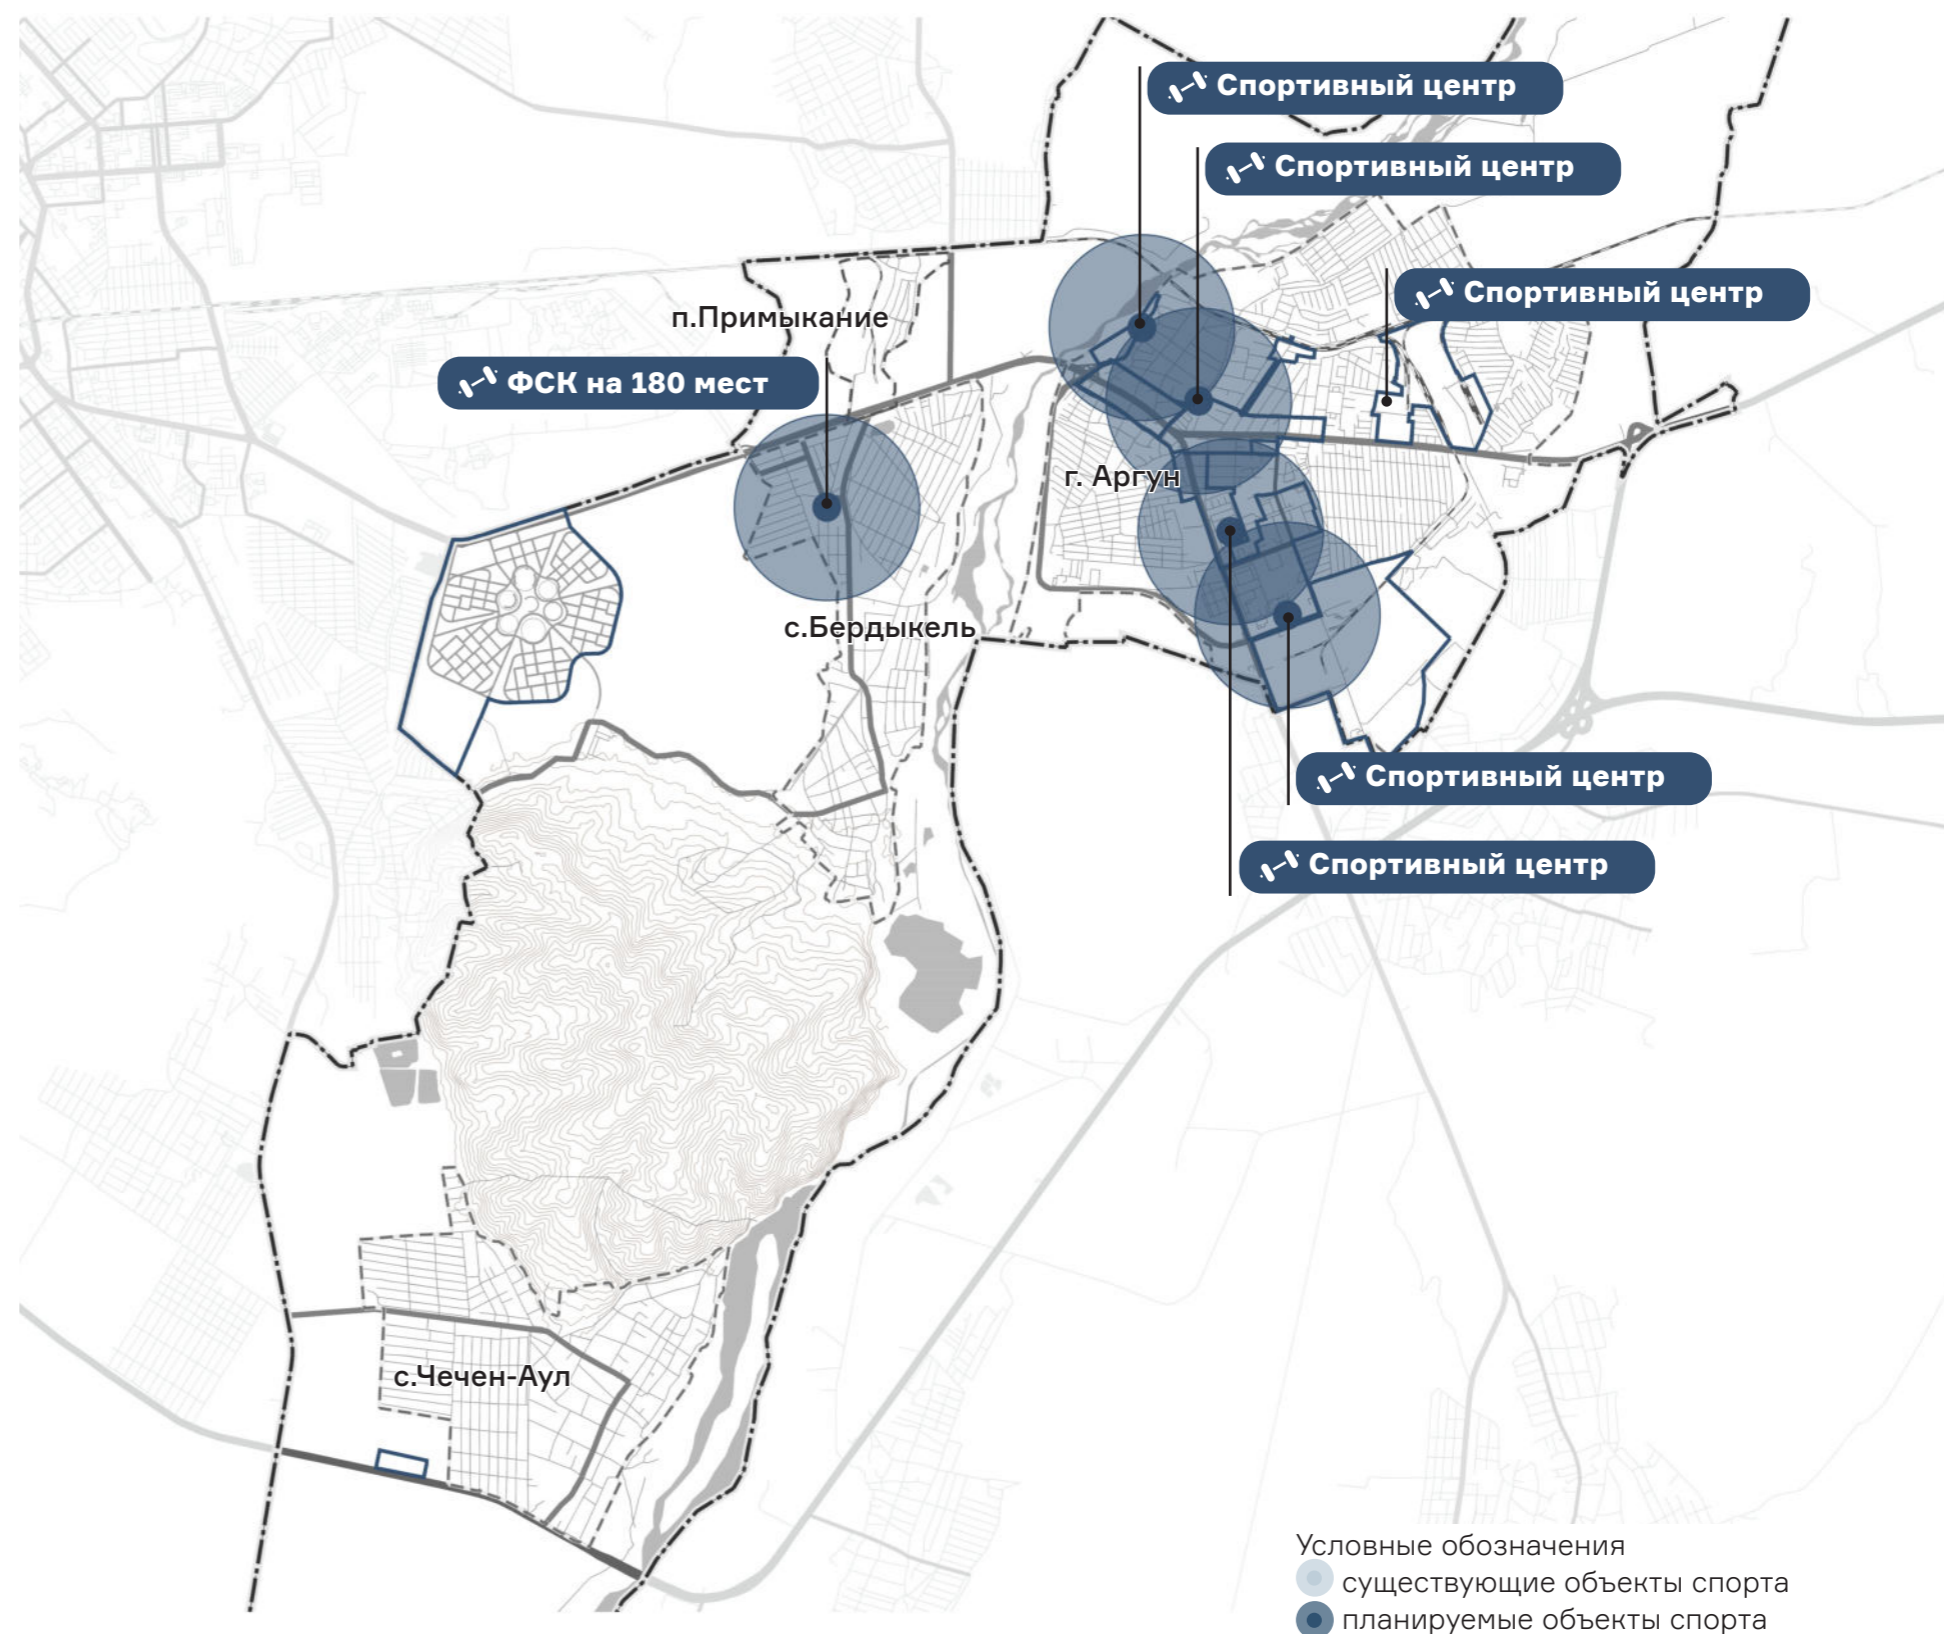 Спортивный центр
Спортивный центр
Спортивный центр
п.Примыкание
ФСК на 180 мест
г. Аргун
с.Бердыкель
Спортивный центр
Спортивный центр
с.Чечен-Аул
Условные обозначения
существующие объекты спорта
планируемые объекты спорта